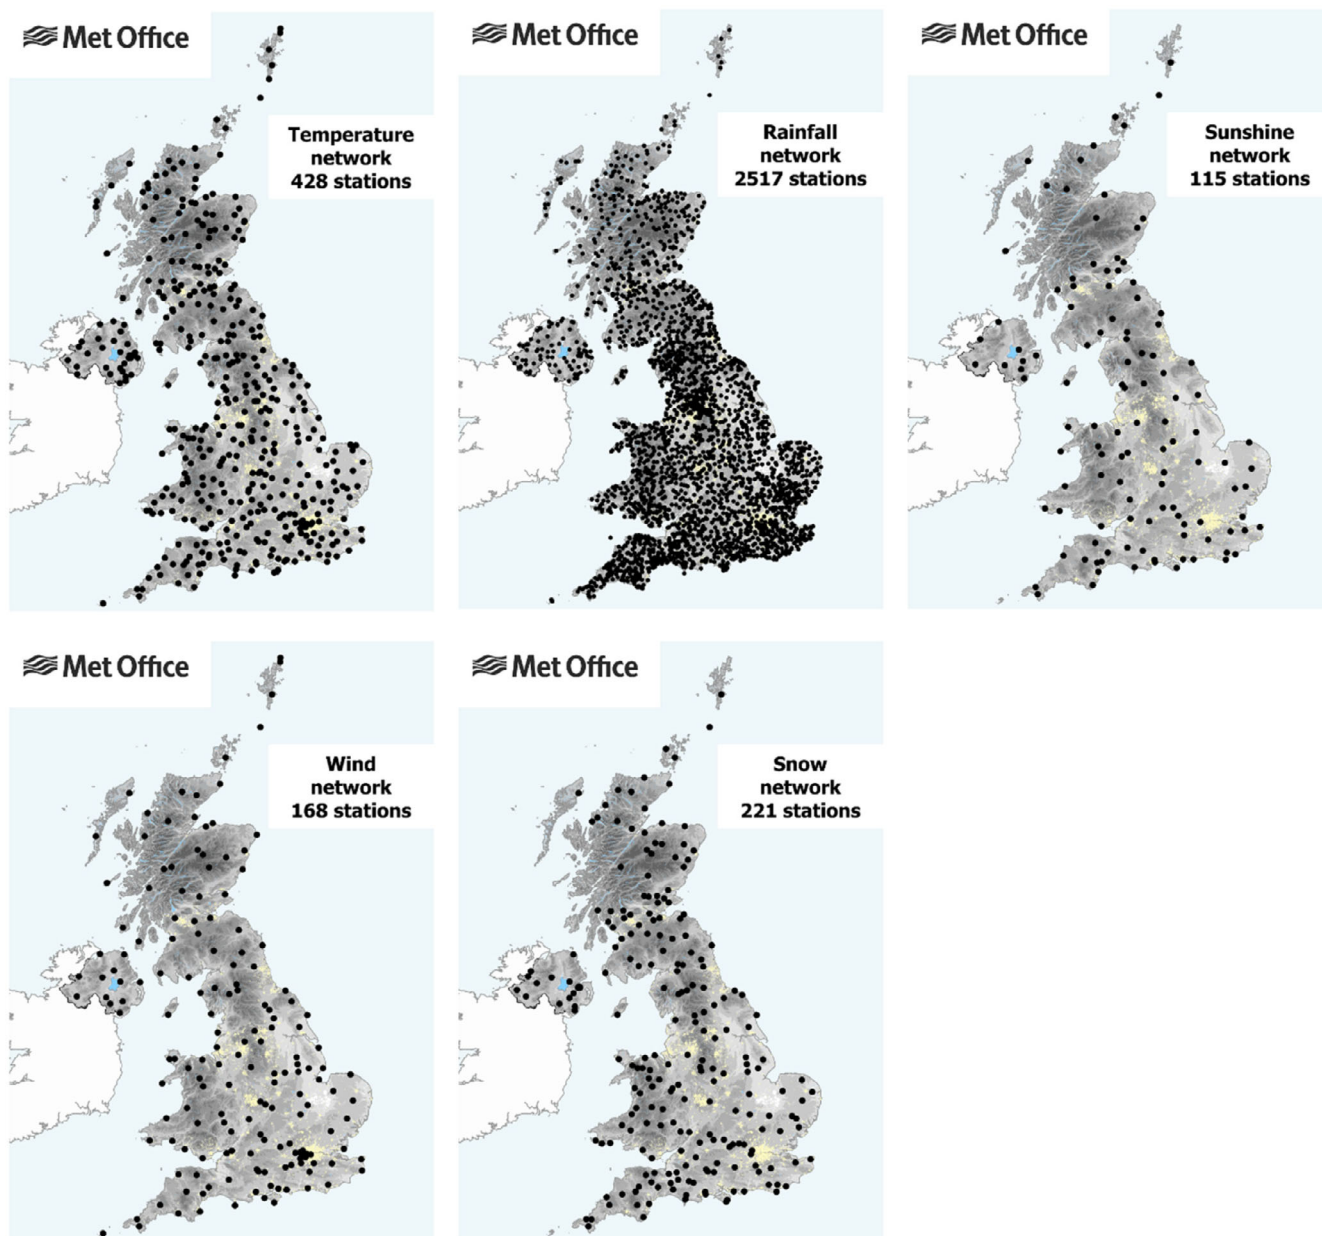 Met Office
Temperature
network
428 stations
Met Office
Rainfall
network
2517 stations
Met Office
Sunshine
network
115 stations
Met Office
Wind
network
168 stations
Met Office
Snow
network
221 stations